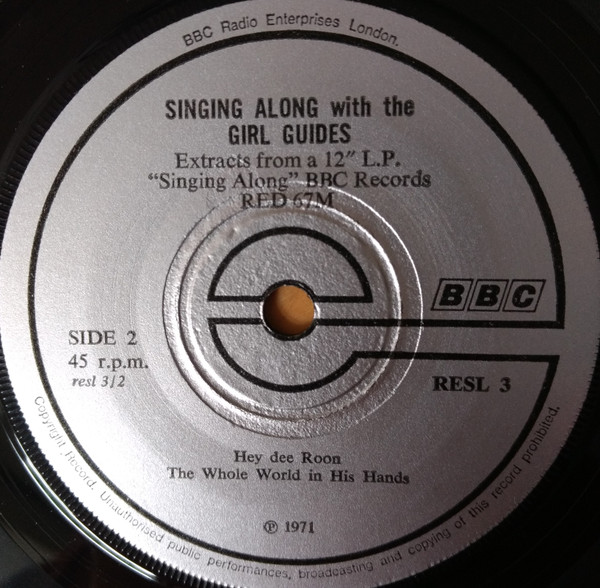 BBC Radio Enterprises London.
SINGING ALONG with the
GIRL GUIDES
Extracts from a 12" L.P.
"Singing Along" BBC Records
RED 67M
BBC
SIDE 2
45 r.p.m.
resl 3/2
RESL 3
Hey dee Roon
The Whole World in His Hands
℗ 1971
Copyright Record. Unauthorised public performances, broadcasting and copying of this record prohibited.